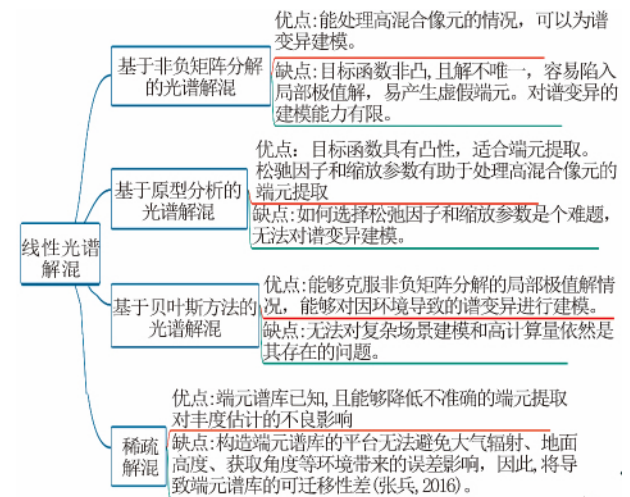 优点:能处理高混合像元的情况，可以为谱
变异建模。
基于非负矩阵分解
的光谱解混
缺点:目标函数非凸,且解不唯一，容易陷入
局部极值解，易产生虚假端元。对谱变异的
建模能力有限。
优点：目标函数具有凸性，适合端元提取。
松驰因子和缩放参数有助于处理高混合像元的
端元提取
基于原型分析的
光谱解混
缺点:如何选择松弛因子和缩放参数是个难题，
无法对谱变异建模。
线性光谱
解混
优点:能够克服非负矩阵分解的局部极值解情
况，能够对因环境导致的谱变异进行建模。
基于贝叶斯方法的
光谱解混
缺点:无法对复杂场景建模和高计算量依然是
其存在的问题。
优点:端元谱库已知,且能够降低不准确的端元提取
对丰度估计的不良影响
稀疏
解混
缺点:构造端元谱库的平台无法避免大气辐射、地面
高度、获取角度等环境带来的误差影响，因此,将导
致端元谱库的可迁移性差(张兵,2016)。